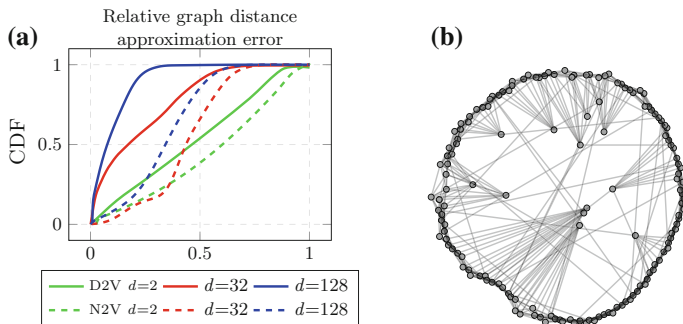 (a)
Relative graph distance
approximation error
CDF
1
0.5
0
0
0.5
1
D2V d=2 d=32 d=128
N2V d=2 d=32 d=128
(b)